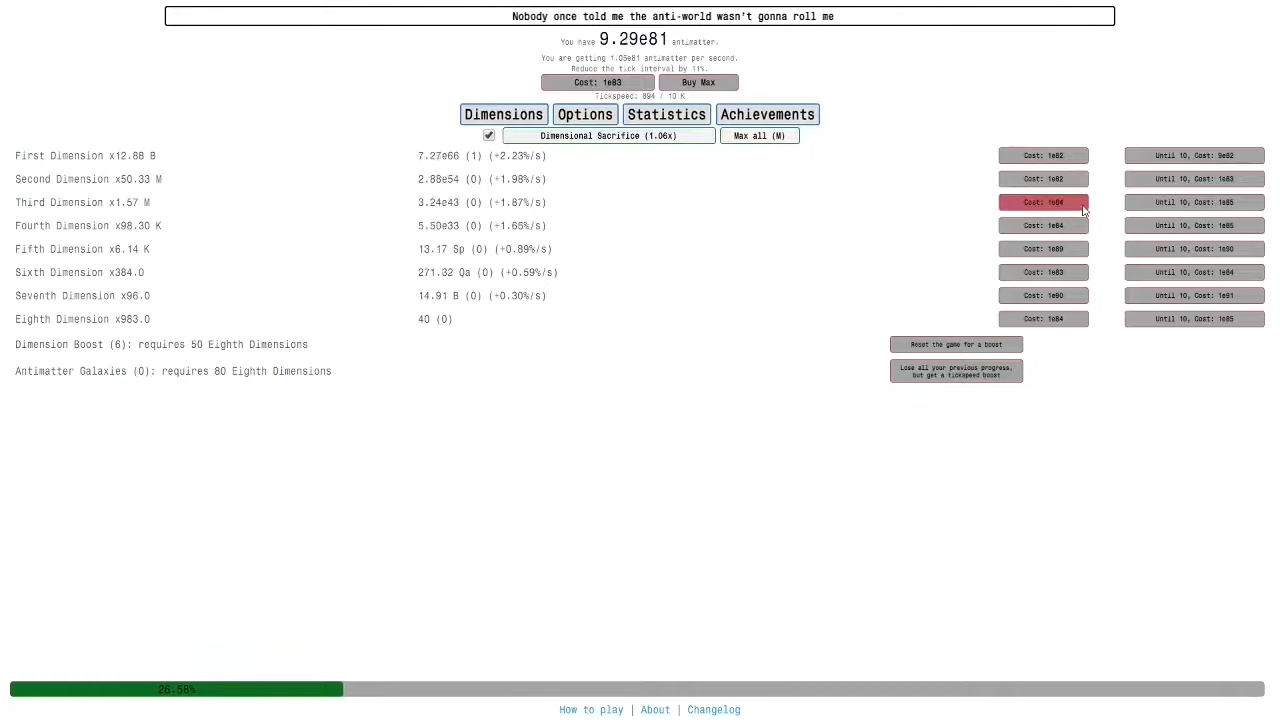 Nobody once told me the anti-world wasn't gonna roll me
You have 9.29e81 antimatter.
You are getting 1.05e81 antimatter per second.
Reduce the tick interval by 11%.
Cost: 1e83 Buy Max
Tickspeed: 894 / 10 K
Dimensions Options Statistics Achievements
Dimensional Sacrifice (1.06x) Max all (M)
First Dimension x12.88 B 7.27e66 (1) (+2.23%/s) Cost: 1e82 Until 10, Cost: 9e82
Second Dimension x50.33 M 2.88e54 (0) (+1.98%/s) Cost: 1e82 Until 10, Cost: 1e83
Third Dimension x1.57 M 3.24e43 (0) (+1.87%/s) Cost: 1e84 Until 10, Cost: 1e85
Fourth Dimension x98.30 K 5.50e33 (0) (+1.65%/s) Cost: 1e84 Until 10, Cost: 1e85
Fifth Dimension x6.14 K 13.17 Sp (0) (+0.89%/s) Cost: 1e89 Until 10, Cost: 1e90
Sixth Dimension x384.0 271.32 Qa (0) (+0.59%/s) Cost: 1e83 Until 10, Cost: 1e84
Seventh Dimension x96.0 14.91 B (0) (+0.30%/s) Cost: 1e90 Until 10, Cost: 1e91
Eighth Dimension x983.0 40 (0) Cost: 1e84 Until 10, Cost: 1e85
Dimension Boost (6): requires 50 Eighth Dimensions Reset the game for a boost
Antimatter Galaxies (0): requires 80 Eighth Dimensions Lose all your previous progress,
but get a tickspeed boost
26.58%
How to play | About | Changelog